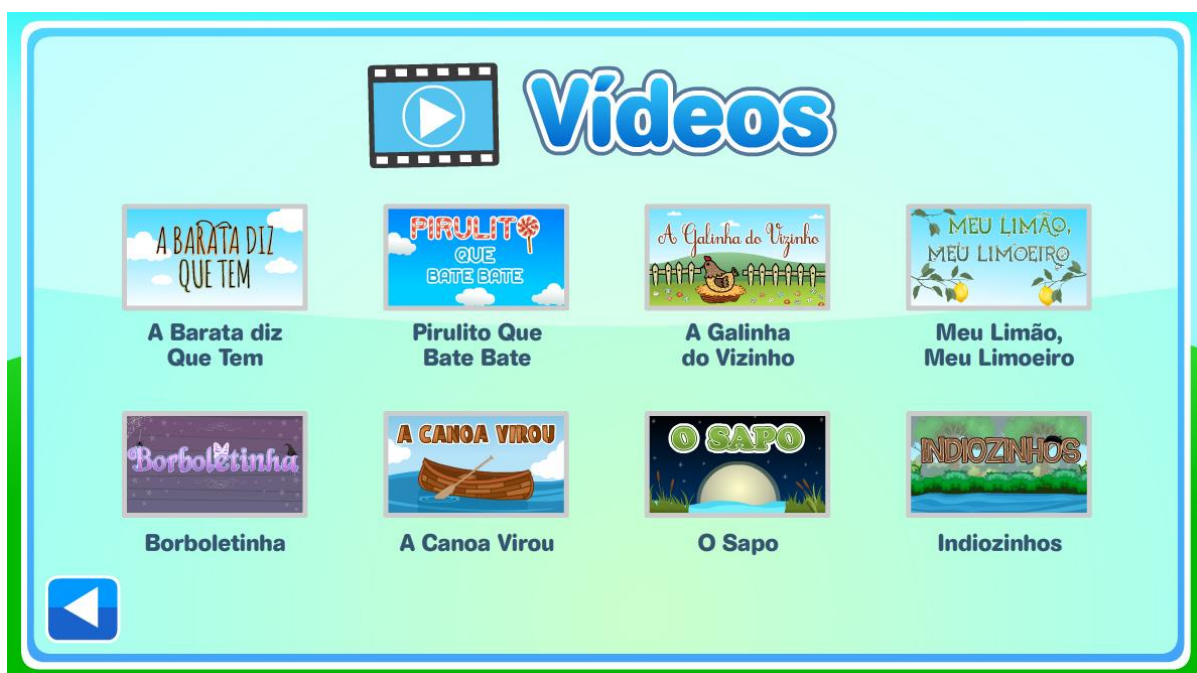 Vídeos
A BARATA DIZ
QUE TEM
A Barata diz
Que Tem
PIRULITO
QUE
BATE BATE
Pirulito Que
Bate Bate
A Galinha do Vizinho
A Galinha
do Vizinho
MEU LIMÃO,
MEU LIMOEIRO
Meu Limão,
Meu Limoeiro
Borboletinha
Borboletinha
A CANOA VIROU
A Canoa Virou
O SAPO
O Sapo
INDIOZINHOS
Indiozinhos